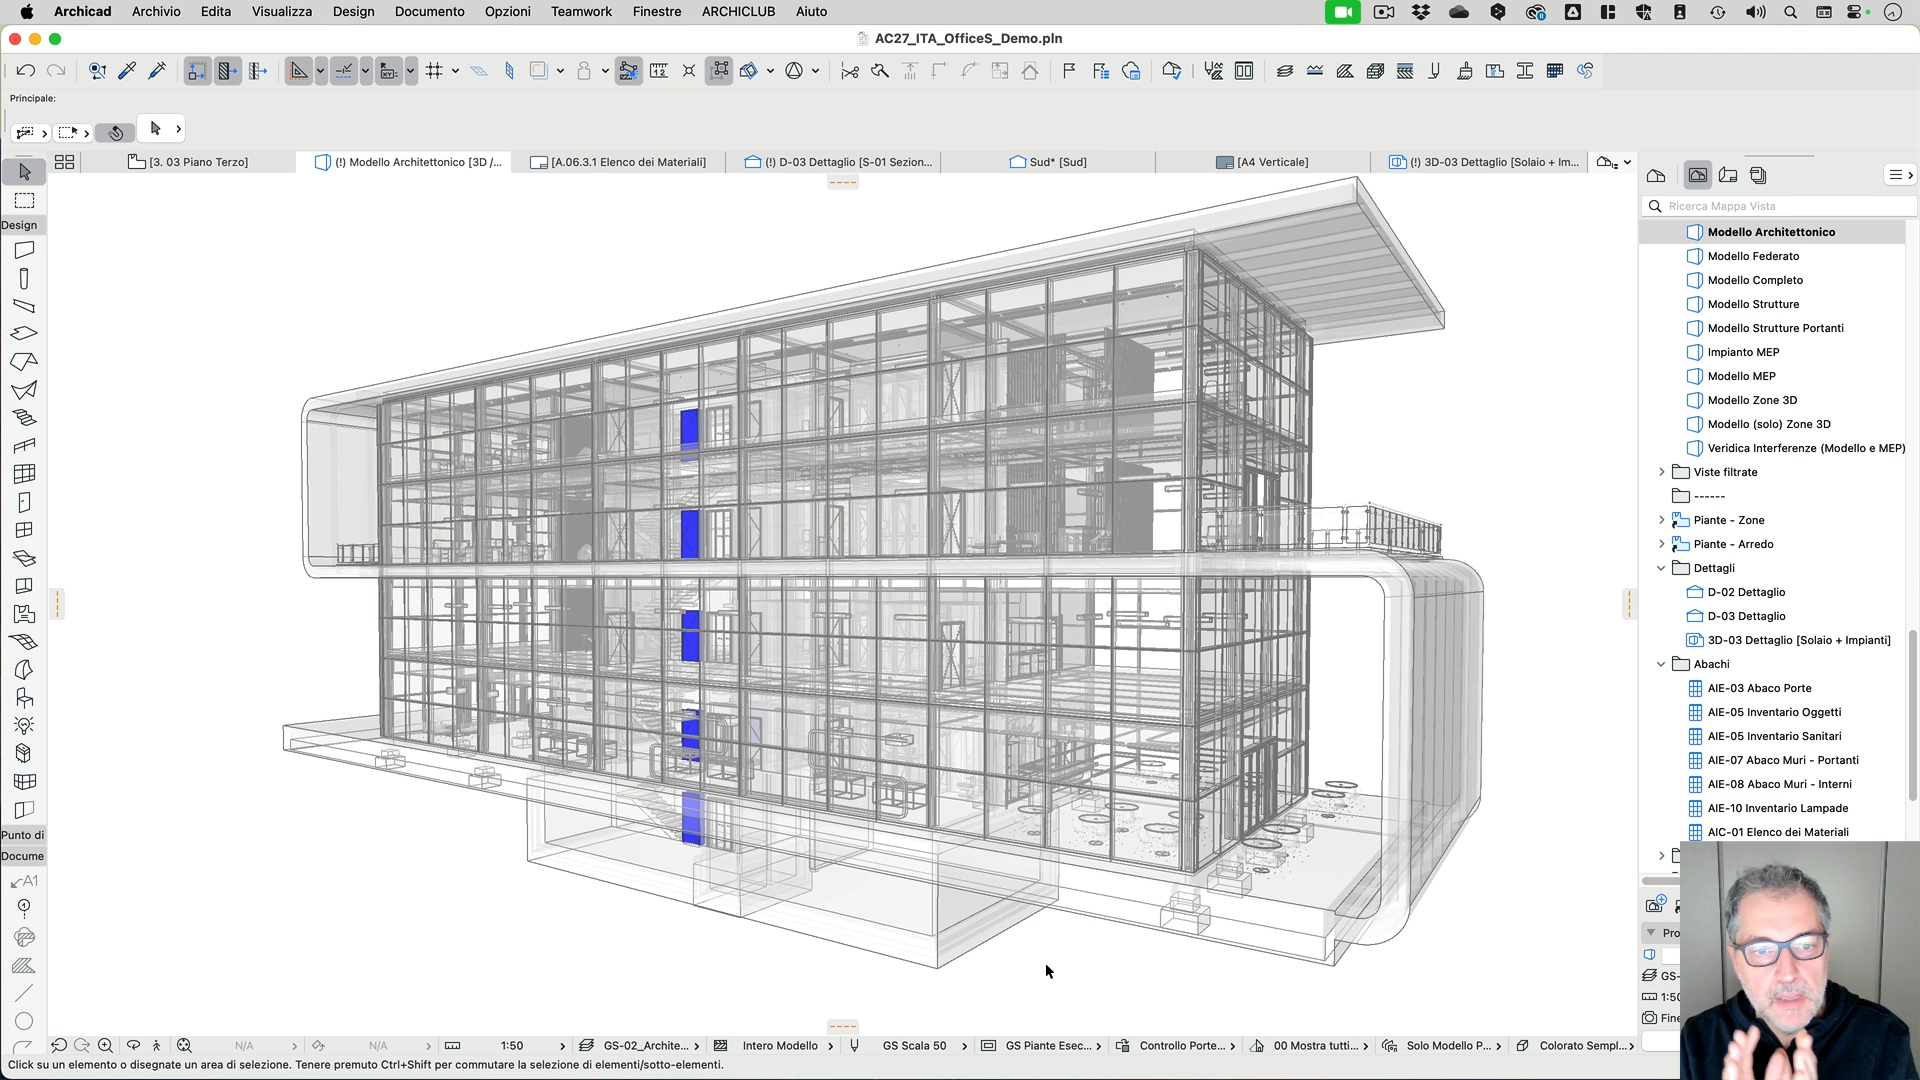 Archicad Archivio Edita Visualizza Design Documento Opzioni Teamwork Finestre ARCHICLUB Aiuto
AC27_ITA_OfficeS_Demo.pln
Principale:
[3. 03 Piano Terzo] (!) Modello Architettonico [3D /... [A.06.3.1 Elenco dei Materiali] (!) D-03 Dettaglio [S-01 Sezion... Sud* [Sud] [A4 Verticale] (!) 3D-03 Dettaglio [Solaio + Im...
Ricerca Mappa Vista
Design
Modello Architettonico
Modello Federato
Modello Completo
Modello Strutture
Modello Strutture Portanti
Impianto MEP
Modello MEP
Modello Zone 3D
Modello (solo) Zone 3D
Veridica Interferenze (Modello e MEP)
Viste filtrate
------
Piante - Zone
Piante - Arredo
Dettagli
D-02 Dettaglio
D-03 Dettaglio
3D-03 Dettaglio [Solaio + Impianti]
Abachi
AIE-03 Abaco Porte
AIE-05 Inventario Oggetti
AIE-05 Inventario Sanitari
AIE-07 Abaco Muri - Portanti
AIE-08 Abaco Muri - Interni
AIE-10 Inventario Lampade
AIC-01 Elenco dei Materiali
Punto di
Docume
A1
Pro
GS-
1:50
Fine
N/A N/A 1:50 GS-02_Archite... Intero Modello GS Scala 50 GS Piante Esec... Controllo Porte... 00 Mostra tutti... Solo Modello P... Colorato Sempl...
Click su un elemento o disegnate un area di selezione. Tenere premuto Ctrl+Shift per commutare la selezione di elementi/sotto-elementi.